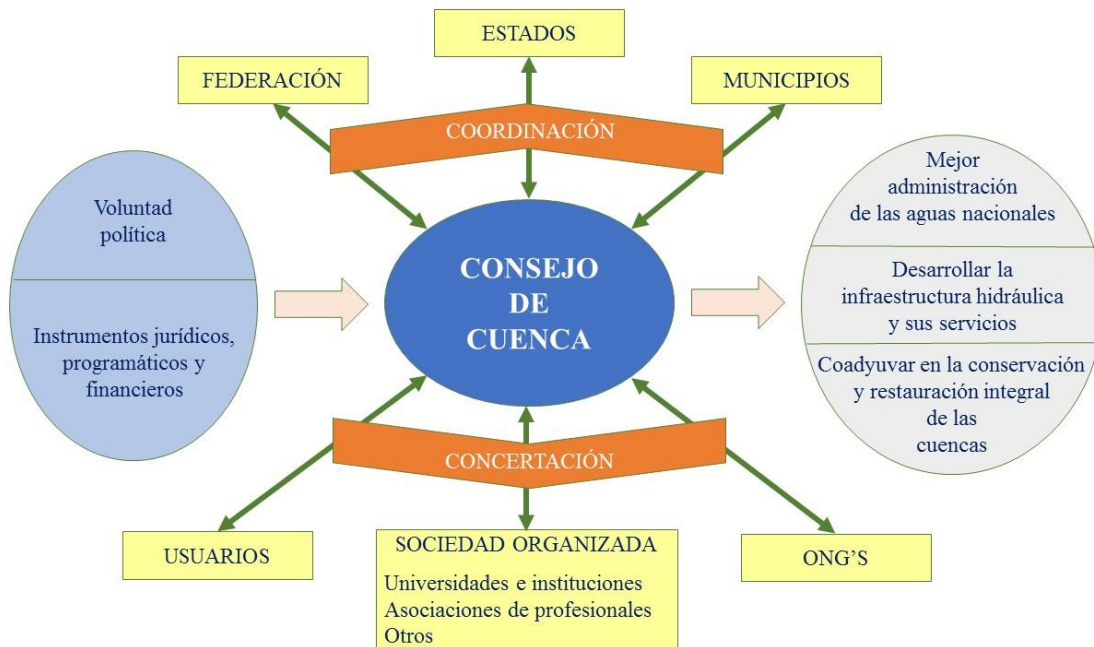 ESTADOS
FEDERACIÓN
MUNICIPIOS
COORDINACIÓN
Voluntad
política
Instrumentos jurídicos,
programáticos y
financieros
CONSEJO
DE
CUENCA
Mejor
administración
de las aguas nacionales
Desarrollar la
infraestructura hidráulica
y sus servicios
Coadyuvar en la conservación
y restauración integral
de las
cuencas
CONCERTACIÓN
USUARIOS
SOCIEDAD ORGANIZADA
Universidades e instituciones
Asociaciones de profesionales
Otros
ONG'S